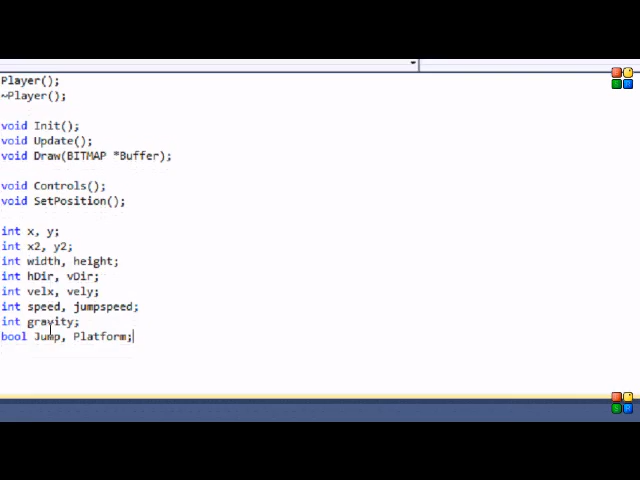 Player();
~Player();
void Init();
void Update();
void Draw(BITMAP *Buffer);
void Controls();
void SetPosition();
int x, y;
int x2, y2;
int width, height;
int hDir, vDir;
int velx, vely;
int speed, jumpspeed;
int gravity;
bool Jump, Platform;